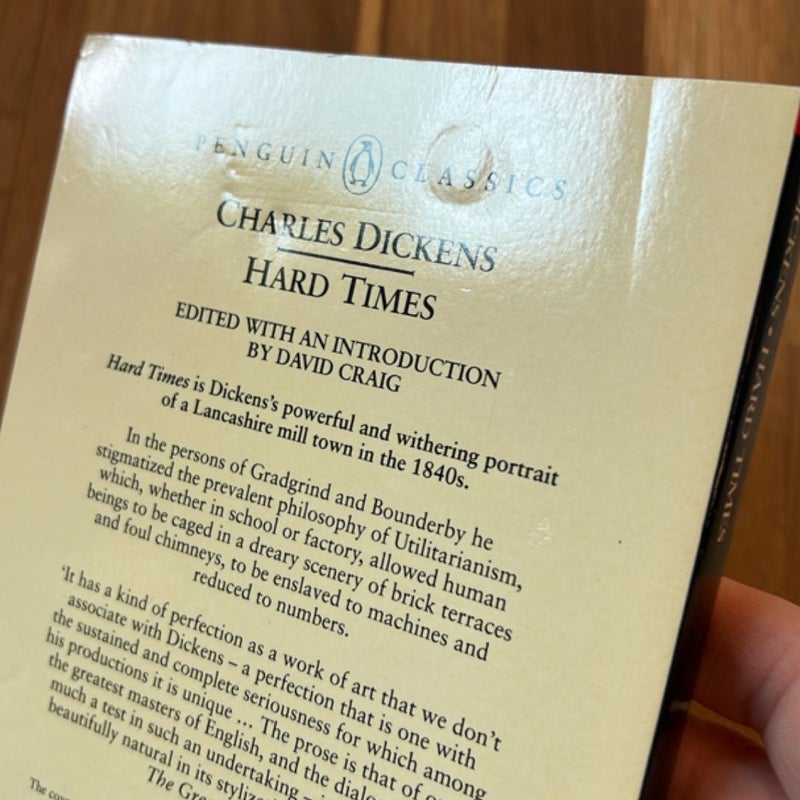 PENGUIN CLASSICS
CHARLES DICKENS
HARD TIMES
EDITED WITH AN INTRODUCTION
BY DAVID CRAIG
Hard Times is Dickens's powerful and withering portrait
of a Lancashire mill town in the 1840s.
In the persons of Gradgrind and Bounderby he
stigmatized the prevalent philosophy of Utilitarianism,
which, whether in school or factory, allowed human
beings to be caged in a dreary scenery of brick terraces
and foul chimneys, to be enslaved to machines and
reduced to numbers.
'It has a kind of perfection as a work of art that we don't
associate with Dickens – a perfection that is one with
the sustained and complete seriousness for which among
his productions it is unique ... The prose is that of one
the greatest masters of English, and the
much a test in such an undertaking –
beautifully natural in its
The
The
DICKENS • HARD TIMES